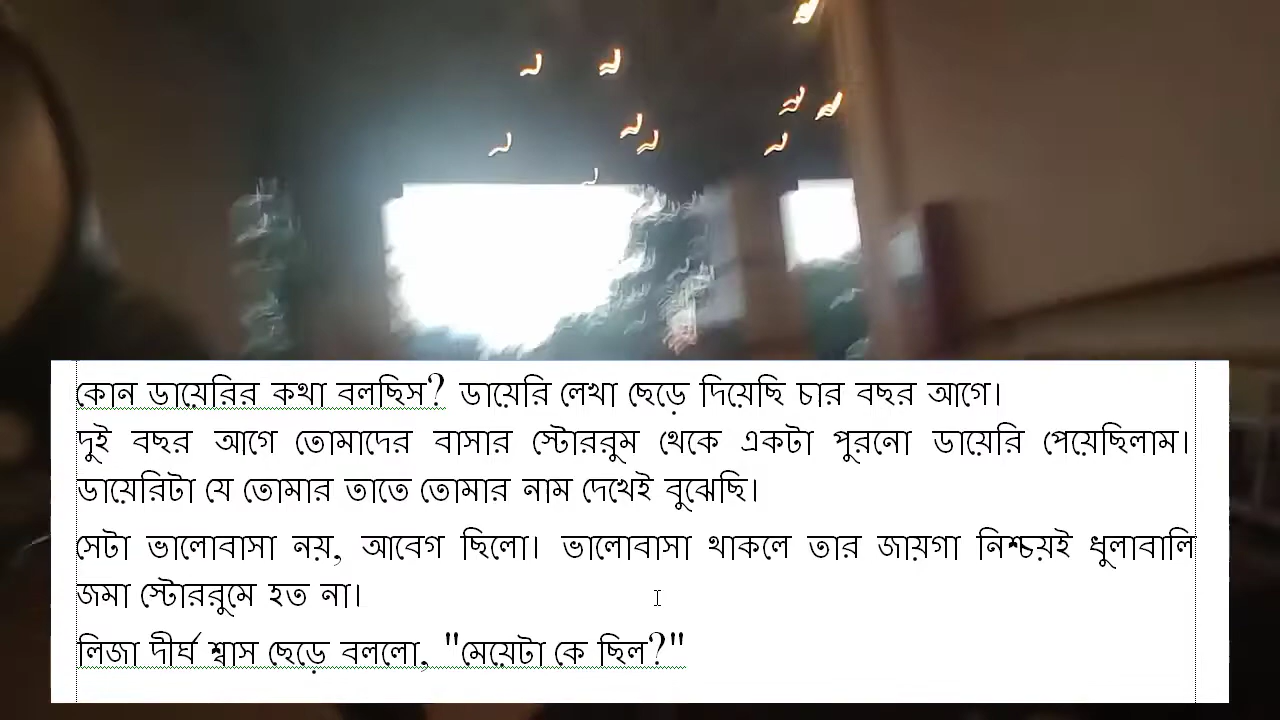 কোন ডায়েরির কথা বলছিস? ডায়েরি লেখা ছেড়ে দিয়েছি চার বছর আগে।
দুই বছর আগে তোমাদের বাসার স্টোররুম থেকে একটা পুরনো ডায়েরি পেয়েছিলাম।
ডায়েরিটা যে তোমার তাতে তোমার নাম দেখেই বুঝেছি।
সেটা ভালোবাসা নয়, আবেগ ছিলো। ভালোবাসা থাকলে তার জায়গা নিশ্চয়ই ধুলাবালি
জমা স্টোররুমে হত না।
লিজা দীর্ঘ শ্বাস ছেড়ে বললো, "মেয়েটা কে ছিল?"